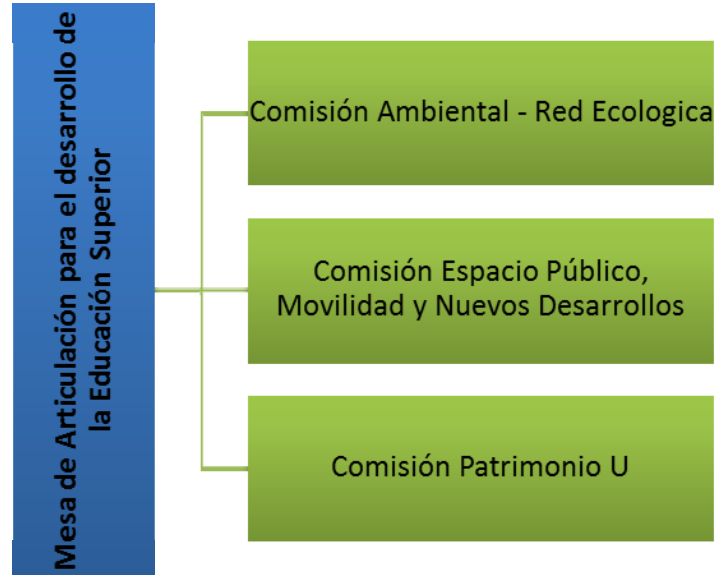 Mesa de Articulación para el desarrollo de
la Educación Superior
Comisión Ambiental - Red Ecologica
Comisión Espacio Público,
Movilidad y Nuevos Desarrollos
Comisión Patrimonio U